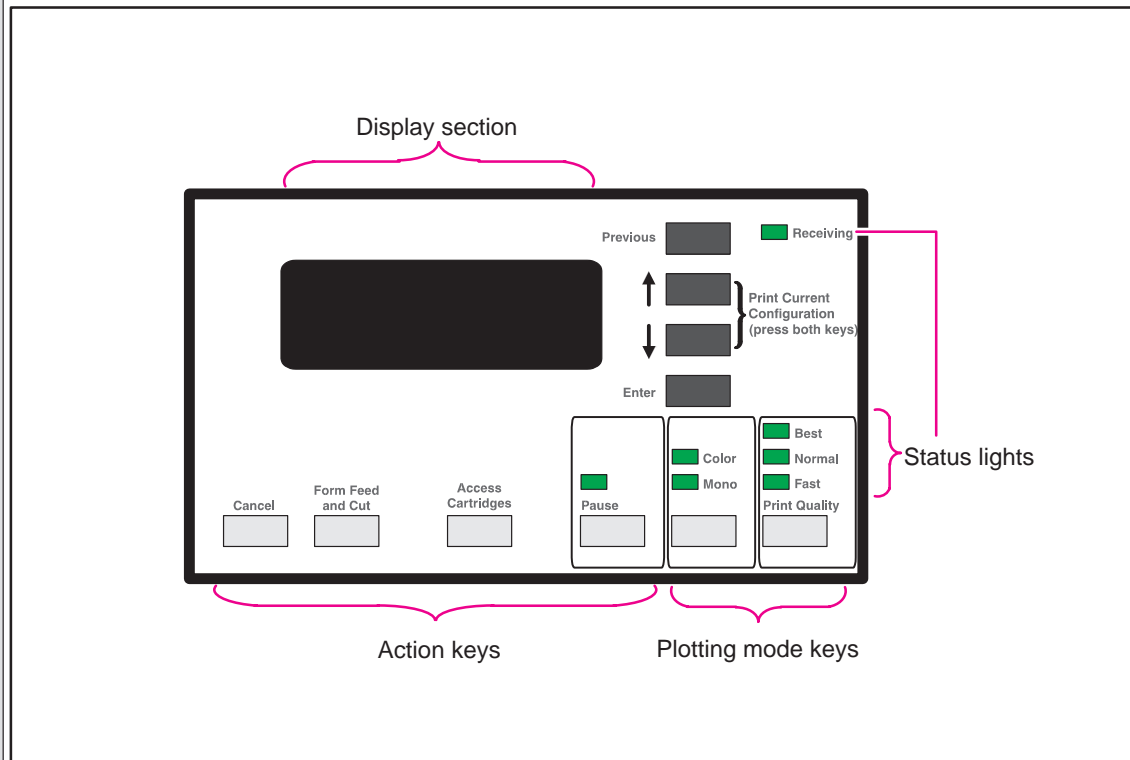 Display section
Previous
Receiving
Print Current
Configuration
(press both keys)
Enter
Best
Color
Normal
Status lights
Mono
Fast
Cancel
Form Feed
and Cut
Access
Cartridges
Pause
Print Quality
Action keys
Plotting mode keys